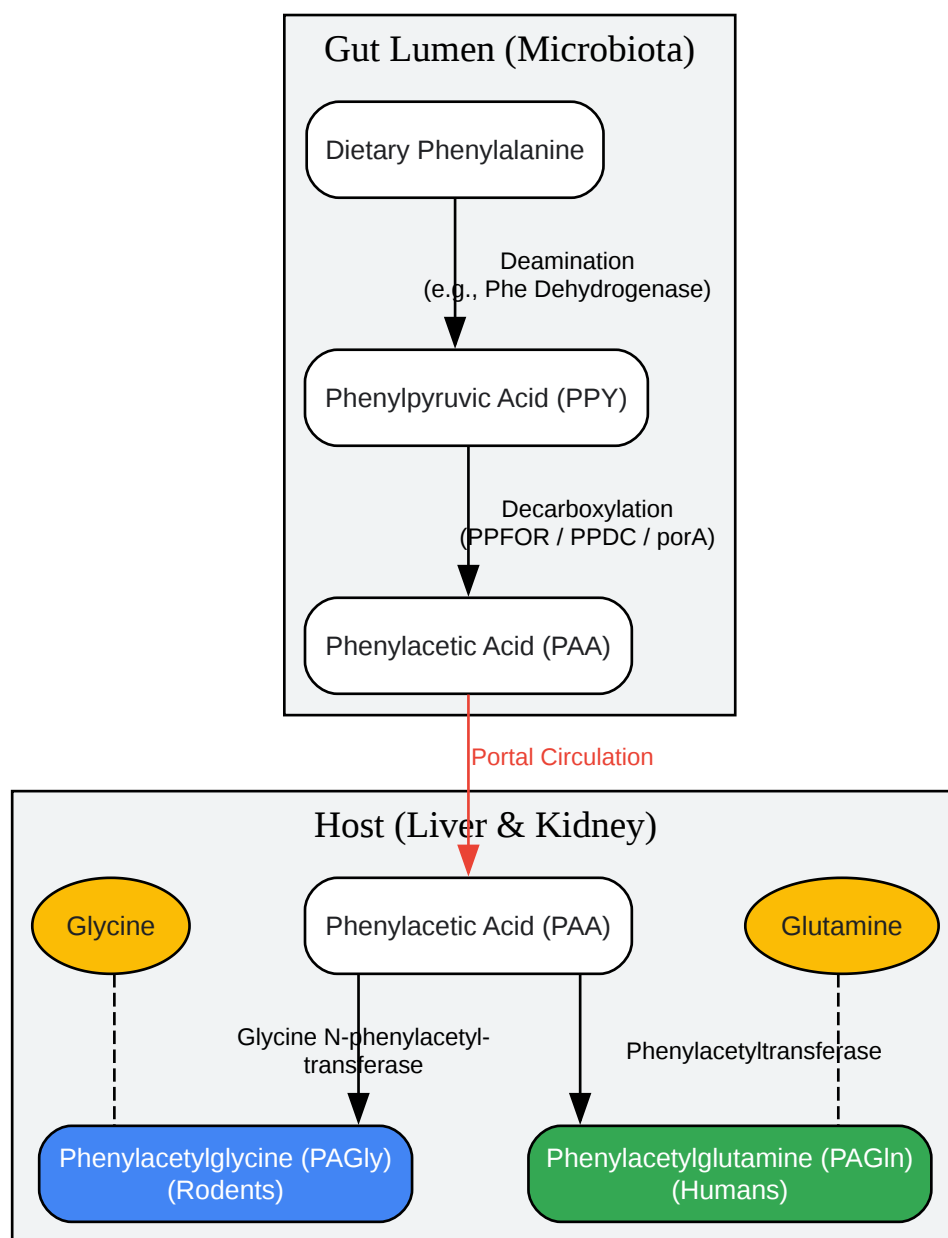 Gut Lumen (Microbiota)
Dietary Phenylalanine
Deamination
(e.g., Phe Dehydrogenase)
Phenylpyruvic Acid (PPY)
Decarboxylation
(PPFOR / PPDC / porA)
Phenylacetic Acid (PAA)
Portal Circulation
Host (Liver & Kidney)
Glycine
Phenylacetic Acid (PAA)
Glutamine
Glycine N-phenylacetyl-
transferase
Phenylacetyltransferase
Phenylacetylglycine (PAGly)
(Rodents)
Phenylacetylglutamine (PAGln)
(Humans)